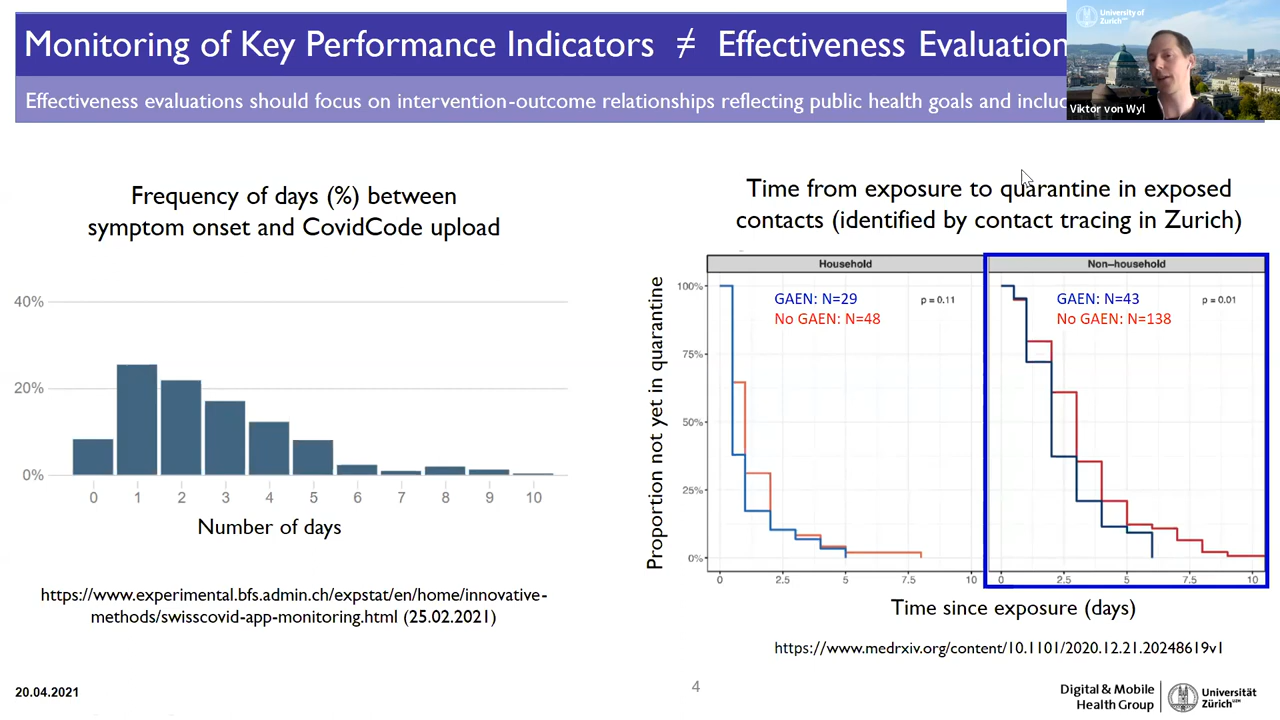 Monitoring of Key Performance Indicators ≠ Effectiveness Evaluation
Effectiveness evaluations should focus on intervention-outcome relationships reflecting public health goals and
University of
Zurich UZH
Viktor von Wyl
Frequency of days (%) between
symptom onset and CovidCode upload
40%
20%
0%
0 1 2 3 4 5 6 7 8 9 10
Number of days
https://www.experimental.bfs.admin.ch/expstat/en/home/innovative-
methods/swisscovid-app-monitoring.html (25.02.2021)
Time from exposure to quarantine in exposed
contacts (identified by contact tracing in Zurich)
Proportion not yet in quarantine
Household
GAEN: N=29
No GAEN: N=48
p = 0.11
Non-household
GAEN: N=43
No GAEN: N=138
p = 0.01
100%
75%
50%
25%
0%
0 2.5 5 7.5 10
0 2.5 5 7.5 10
Time since exposure (days)
https://www.medrxiv.org/content/10.1101/2020.12.21.20248619v1
20.04.2021
4
Digital & Mobile
Health Group
Universität
Zürich UZH